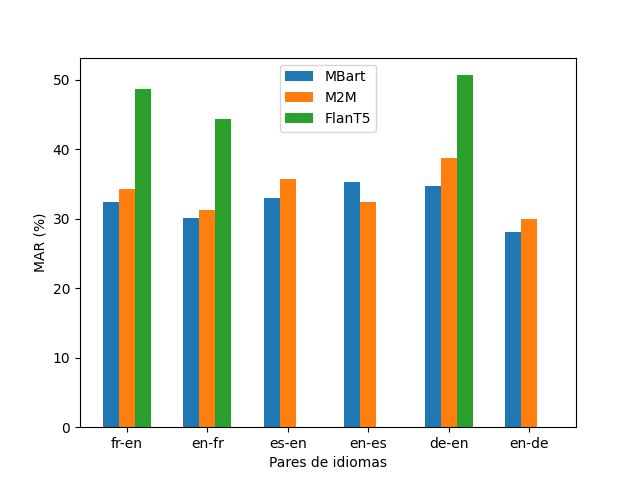 MBart
M2M
FlanT5
MAR (%)
50
40
30
20
10
0
fr-en en-fr es-en en-es de-en en-de
Pares de idiomas